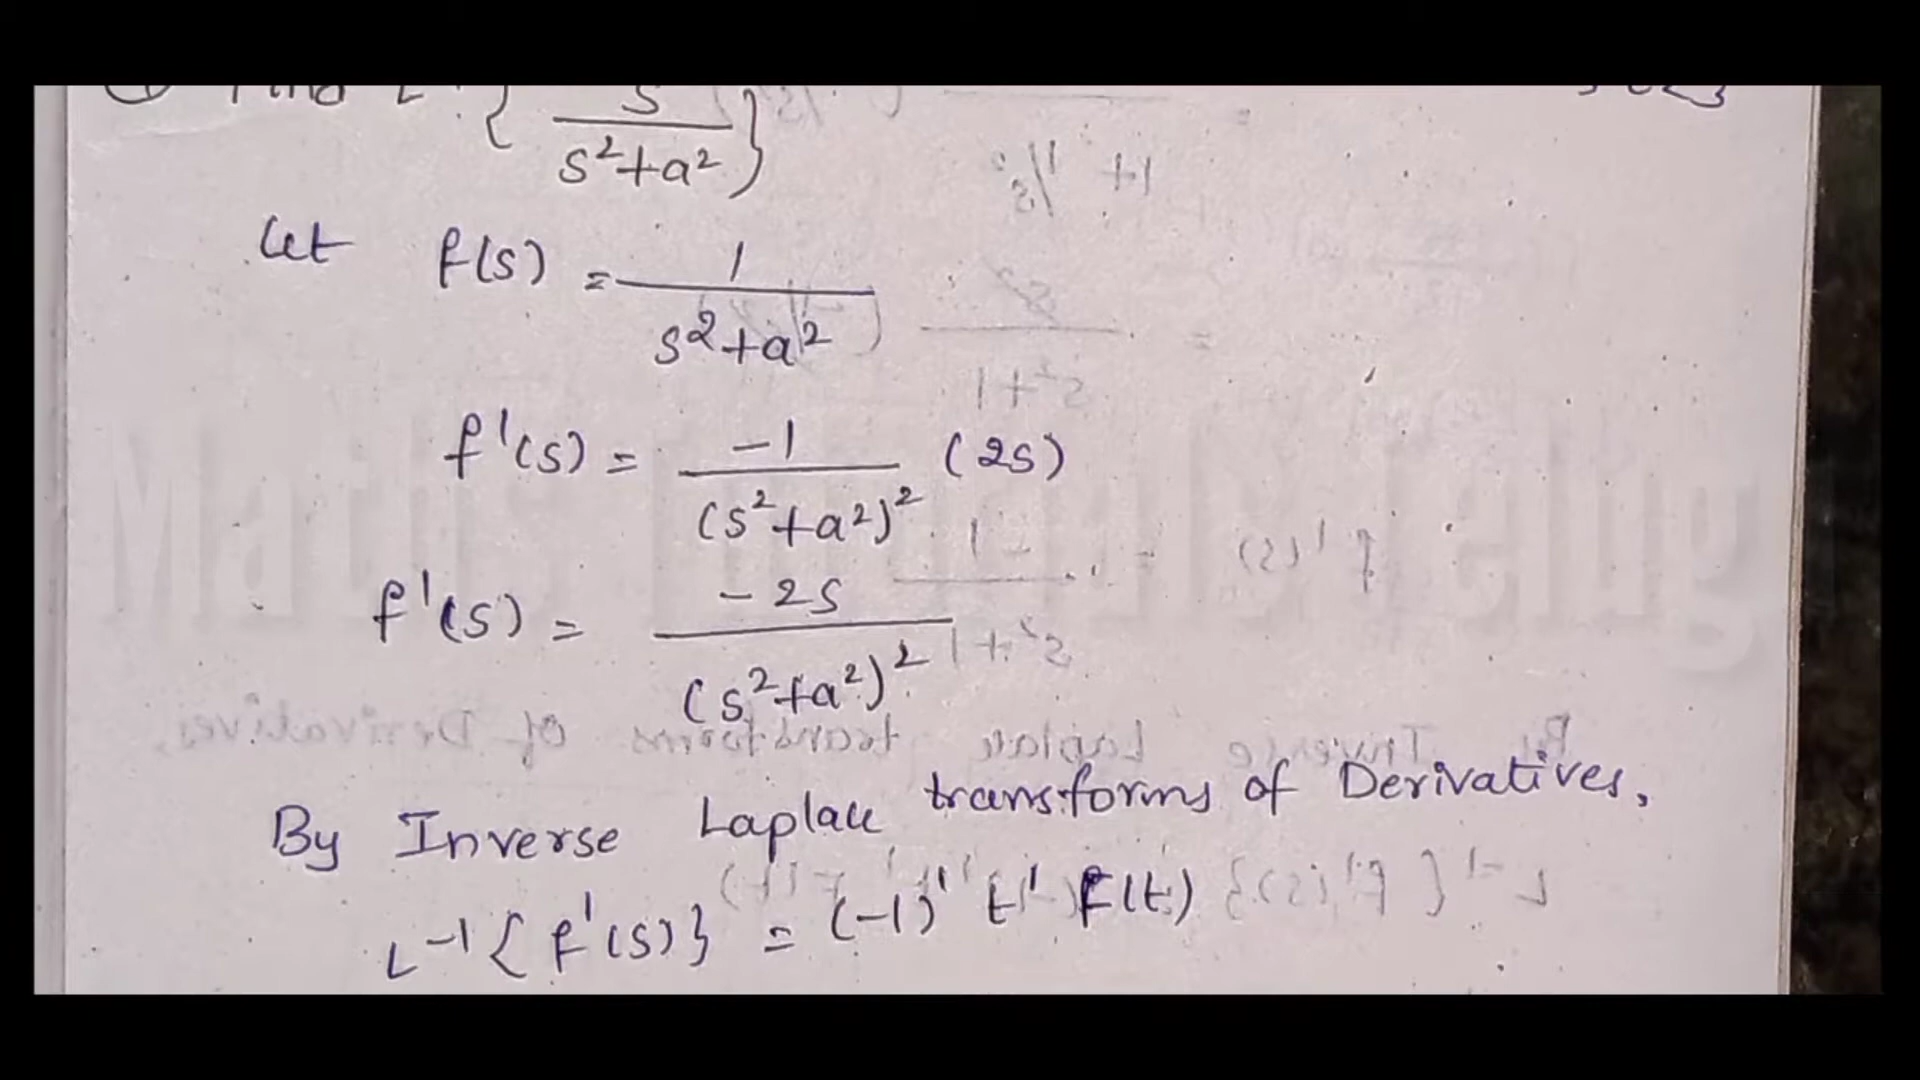 Find L⁻¹ { s / s²+a² }
Let f(s) = 1 / s²+a²
f'(s) = -1 / (s²+a²)² (2s)
f'(s) = -2s / (s²+a²)²
By Inverse Laplace transforms of Derivatives,
L⁻¹{f'(s)} = (-1)' t' F(t)